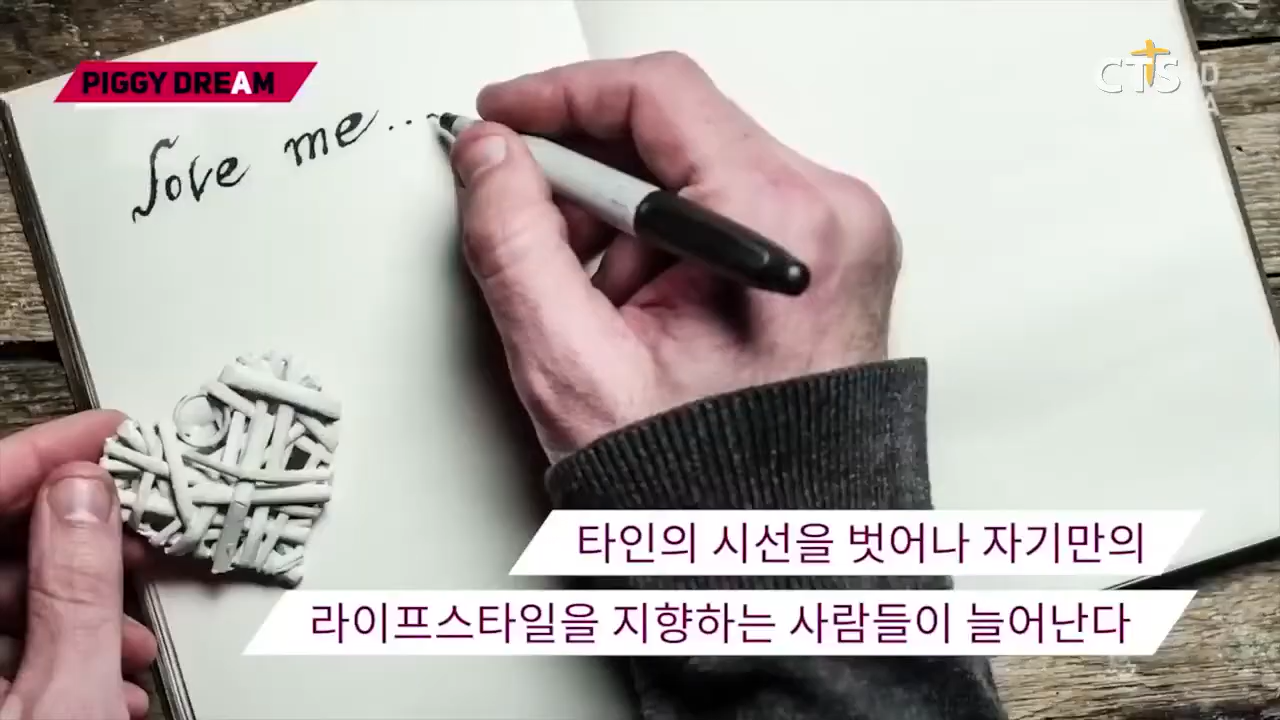 PIGGY DREAM
CTS
D
A
love me...
타인의 시선을 벗어나 자기만의
라이프스타일을 지향하는 사람들이 늘어난다